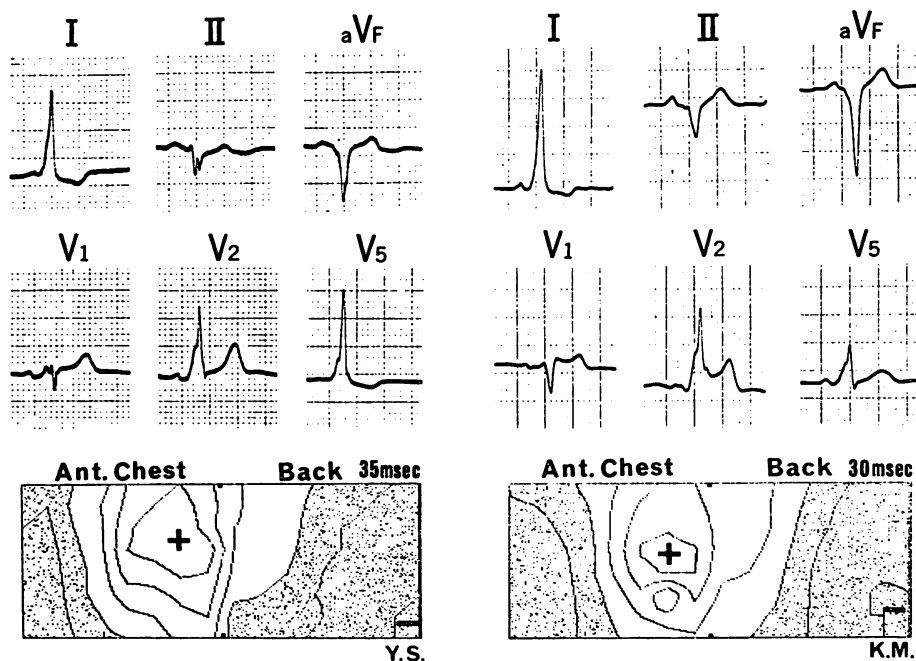 I II aVF I II aVF
V1 V2 V5 V1 V2 V5
Ant. Chest Back 35msec Ant. Chest Back 30msec
+ +
− −
Y.S. K.M.